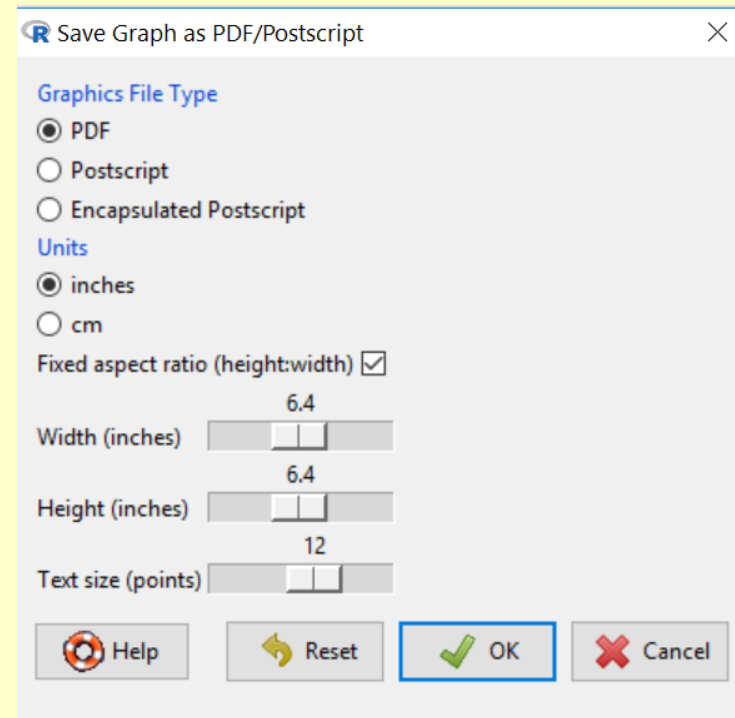 R Save Graph as PDF/Postscript
Graphics File Type
PDF
Postscript
Encapsulated Postscript
Units
inches
cm
Fixed aspect ratio (height:width)
6.4
Width (inches)
6.4
Height (inches)
12
Text size (points)
Help Reset OK Cancel